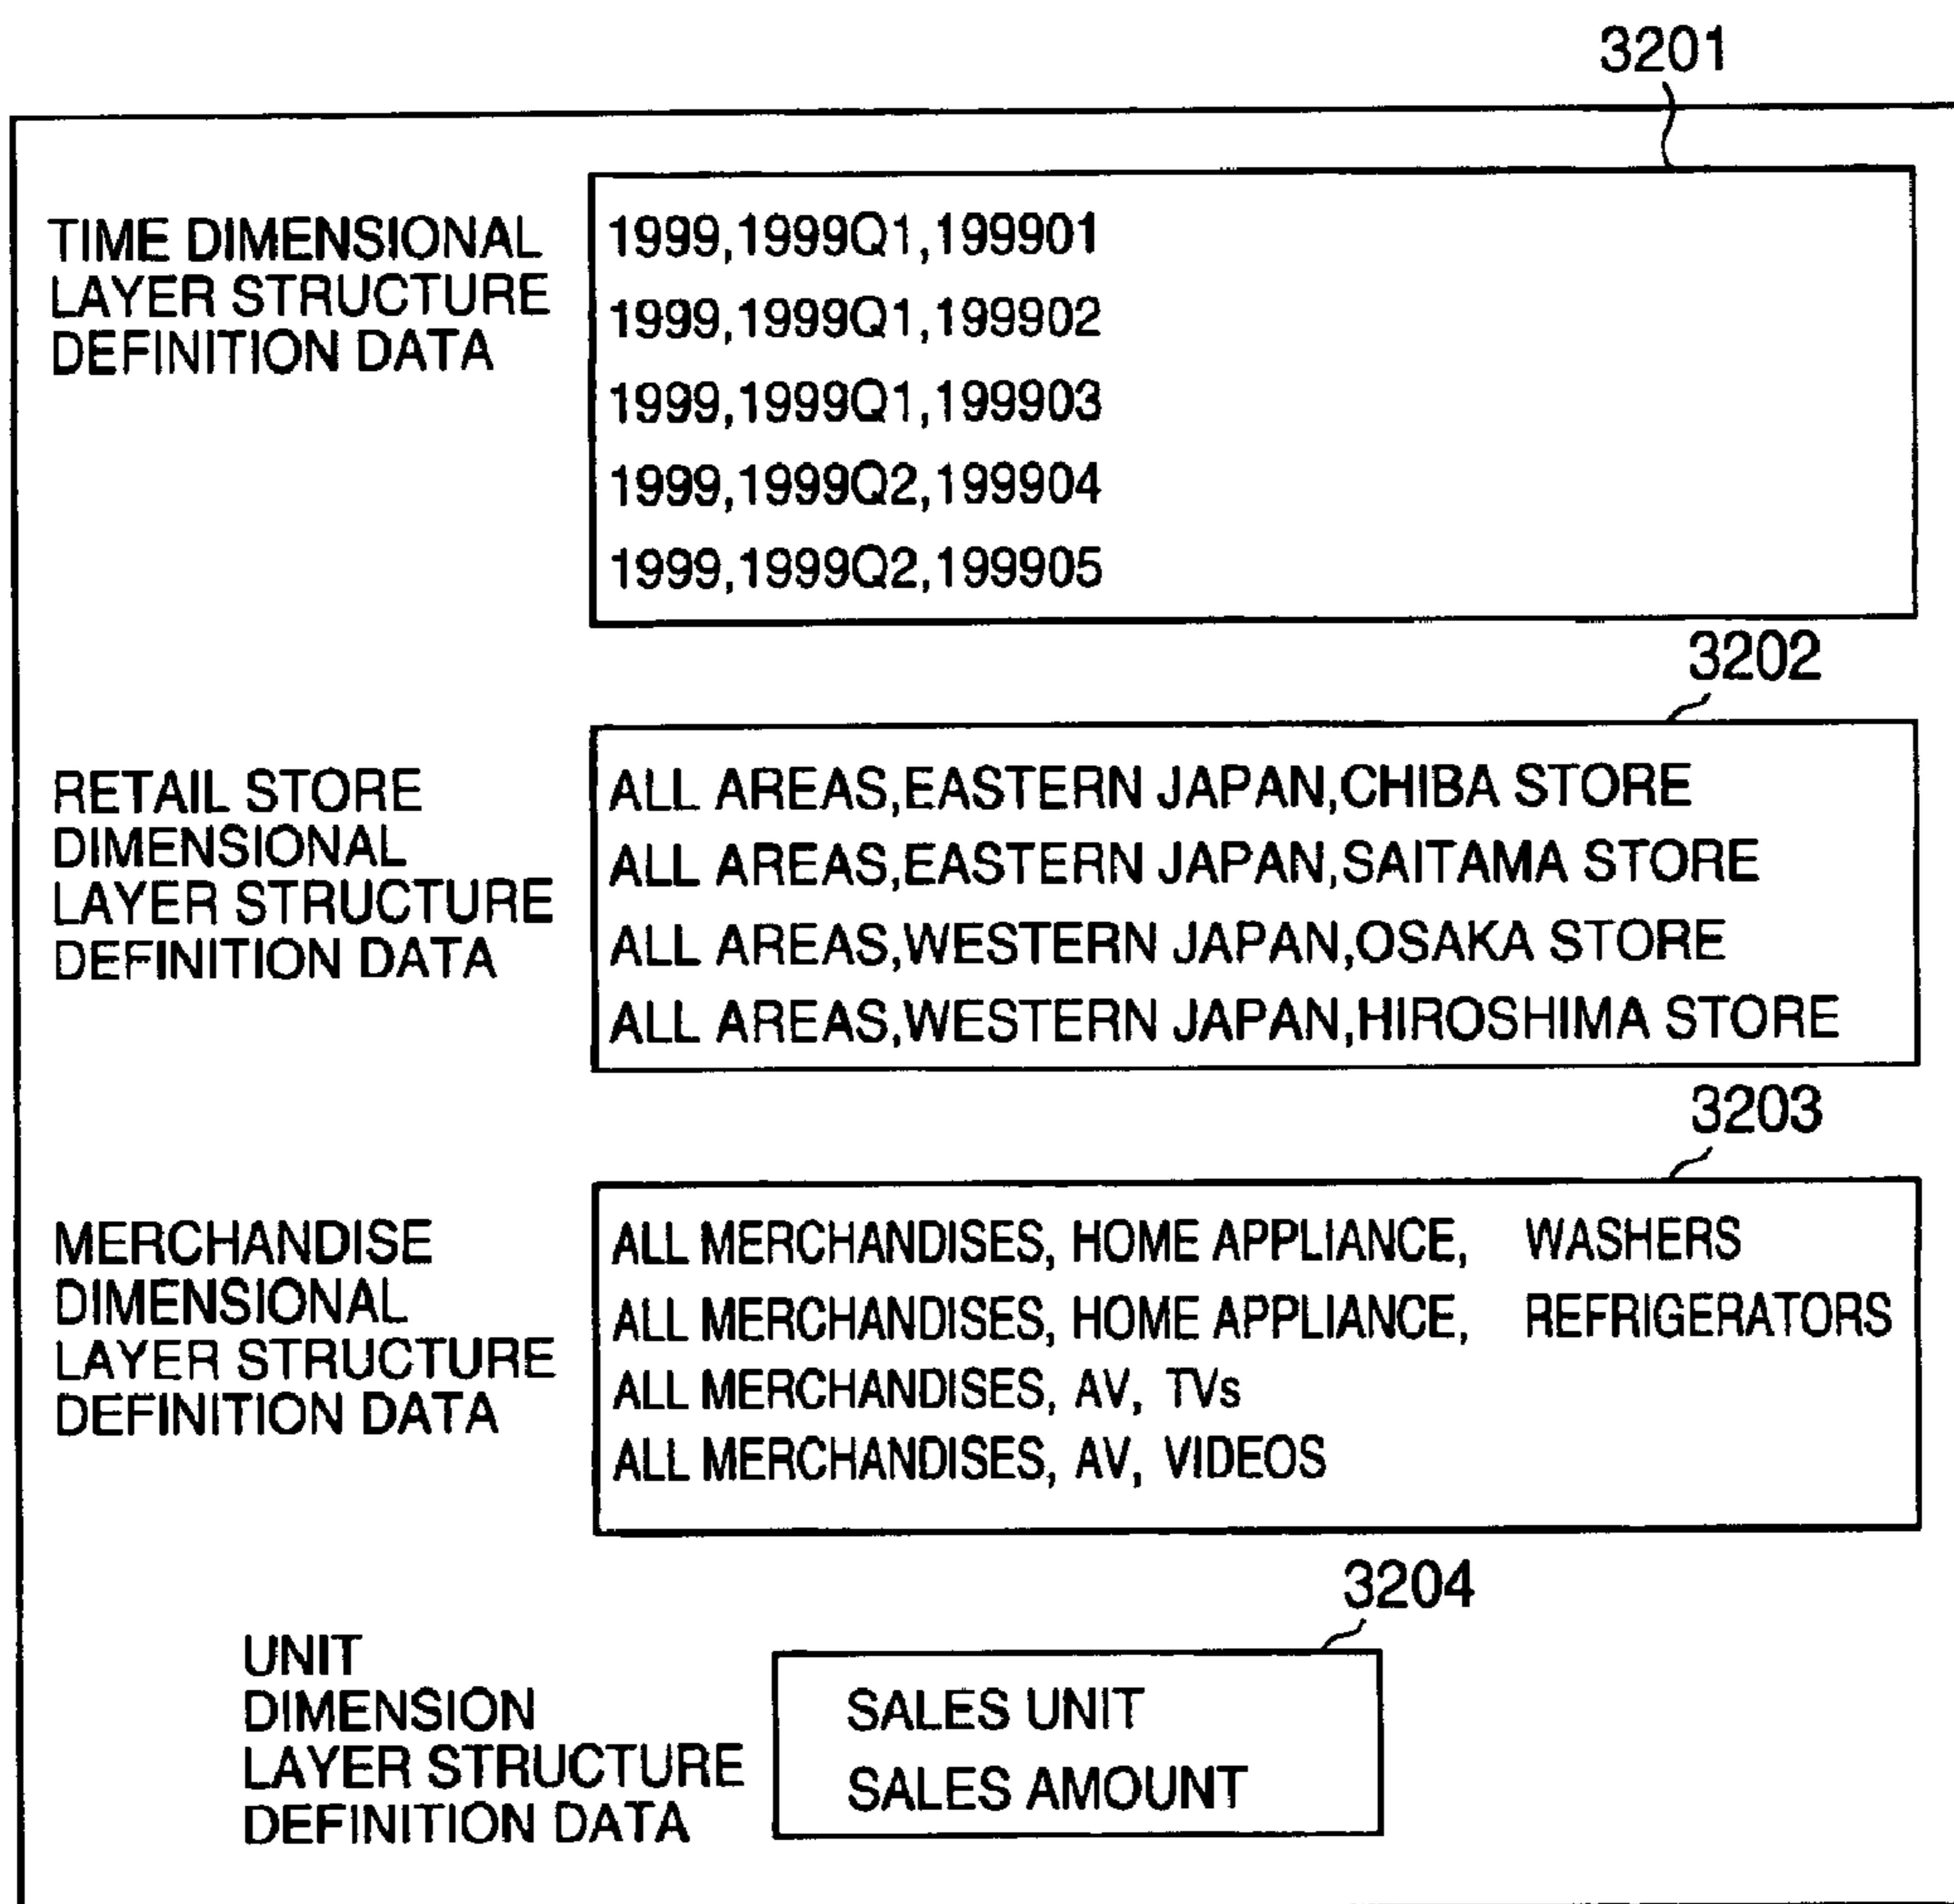 3201
TIME DIMENSIONAL
LAYER STRUCTURE
DEFINITION DATA
1999,1999Q1,199901
1999,1999Q1,199902
1999,1999Q1,199903
1999,1999Q2,199904
1999,1999Q2,199905
3202
RETAIL STORE
DIMENSIONAL
LAYER STRUCTURE
DEFINITION DATA
ALL AREAS,EASTERN JAPAN,CHIBA STORE
ALL AREAS,EASTERN JAPAN,SAITAMA STORE
ALL AREAS,WESTERN JAPAN,OSAKA STORE
ALL AREAS,WESTERN JAPAN,HIROSHIMA STORE
3203
MERCHANDISE
DIMENSIONAL
LAYER STRUCTURE
DEFINITION DATA
ALL MERCHANDISES, HOME APPLIANCE, WASHERS
ALL MERCHANDISES, HOME APPLIANCE, REFRIGERATORS
ALL MERCHANDISES, AV, TVs
ALL MERCHANDISES, AV, VIDEOS
3204
UNIT
DIMENSION
LAYER STRUCTURE
DEFINITION DATA
SALES UNIT
SALES AMOUNT